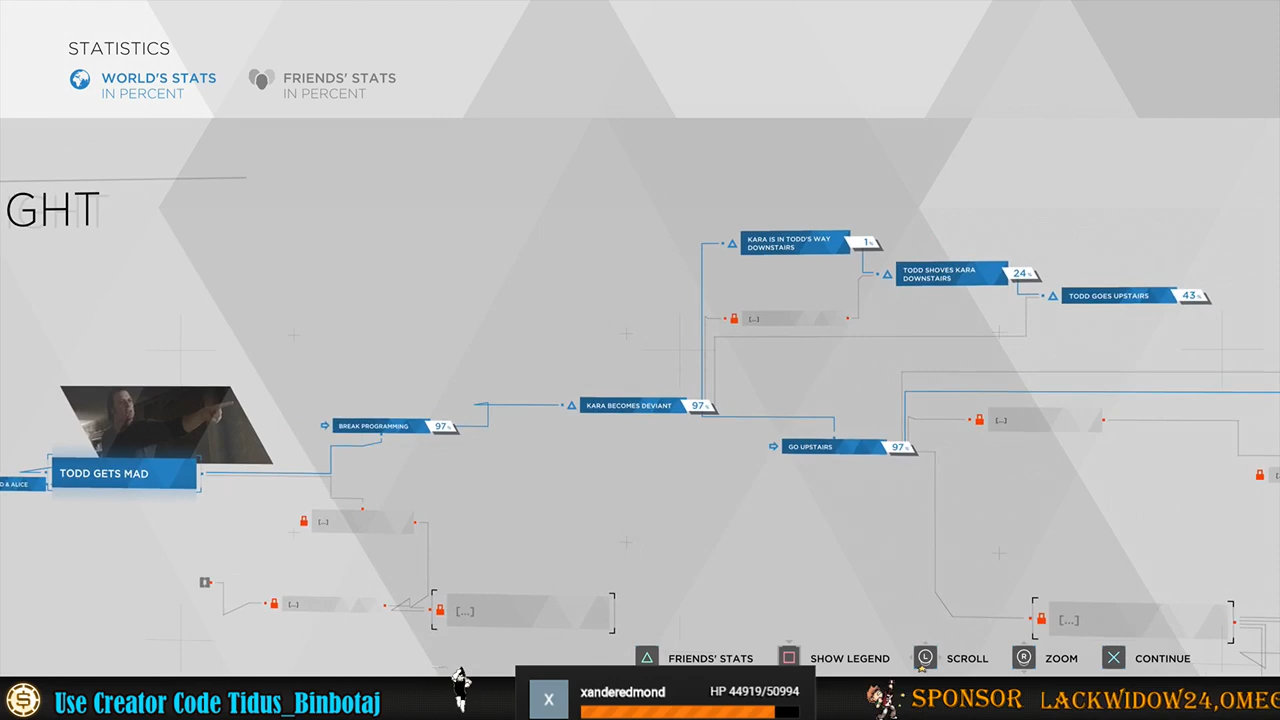 STATISTICS
WORLD'S STATS
IN PERCENT
FRIENDS' STATS
IN PERCENT
GHT
KARA IS IN TODD'S WAY
DOWNSTAIRS
1%
TODD SHOVES KARA
DOWNSTAIRS
24%
TODD GOES UPSTAIRS 43%
[...]
KARA BECOMES DEVIANT 97%
BREAK PROGRAMMING 97%
[...]
GO UPSTAIRS 97%
TODD GETS MAD
D & ALICE
[...]
[...]
[...]
[...]
FRIENDS' STATS
SHOW LEGEND
L SCROLL
R ZOOM
CONTINUE
Use Creator Code Tidus_Binbotaj
X
xanderedmond
HP 44919/50994
SPONSOR
LACKWIDOW24,OMEG